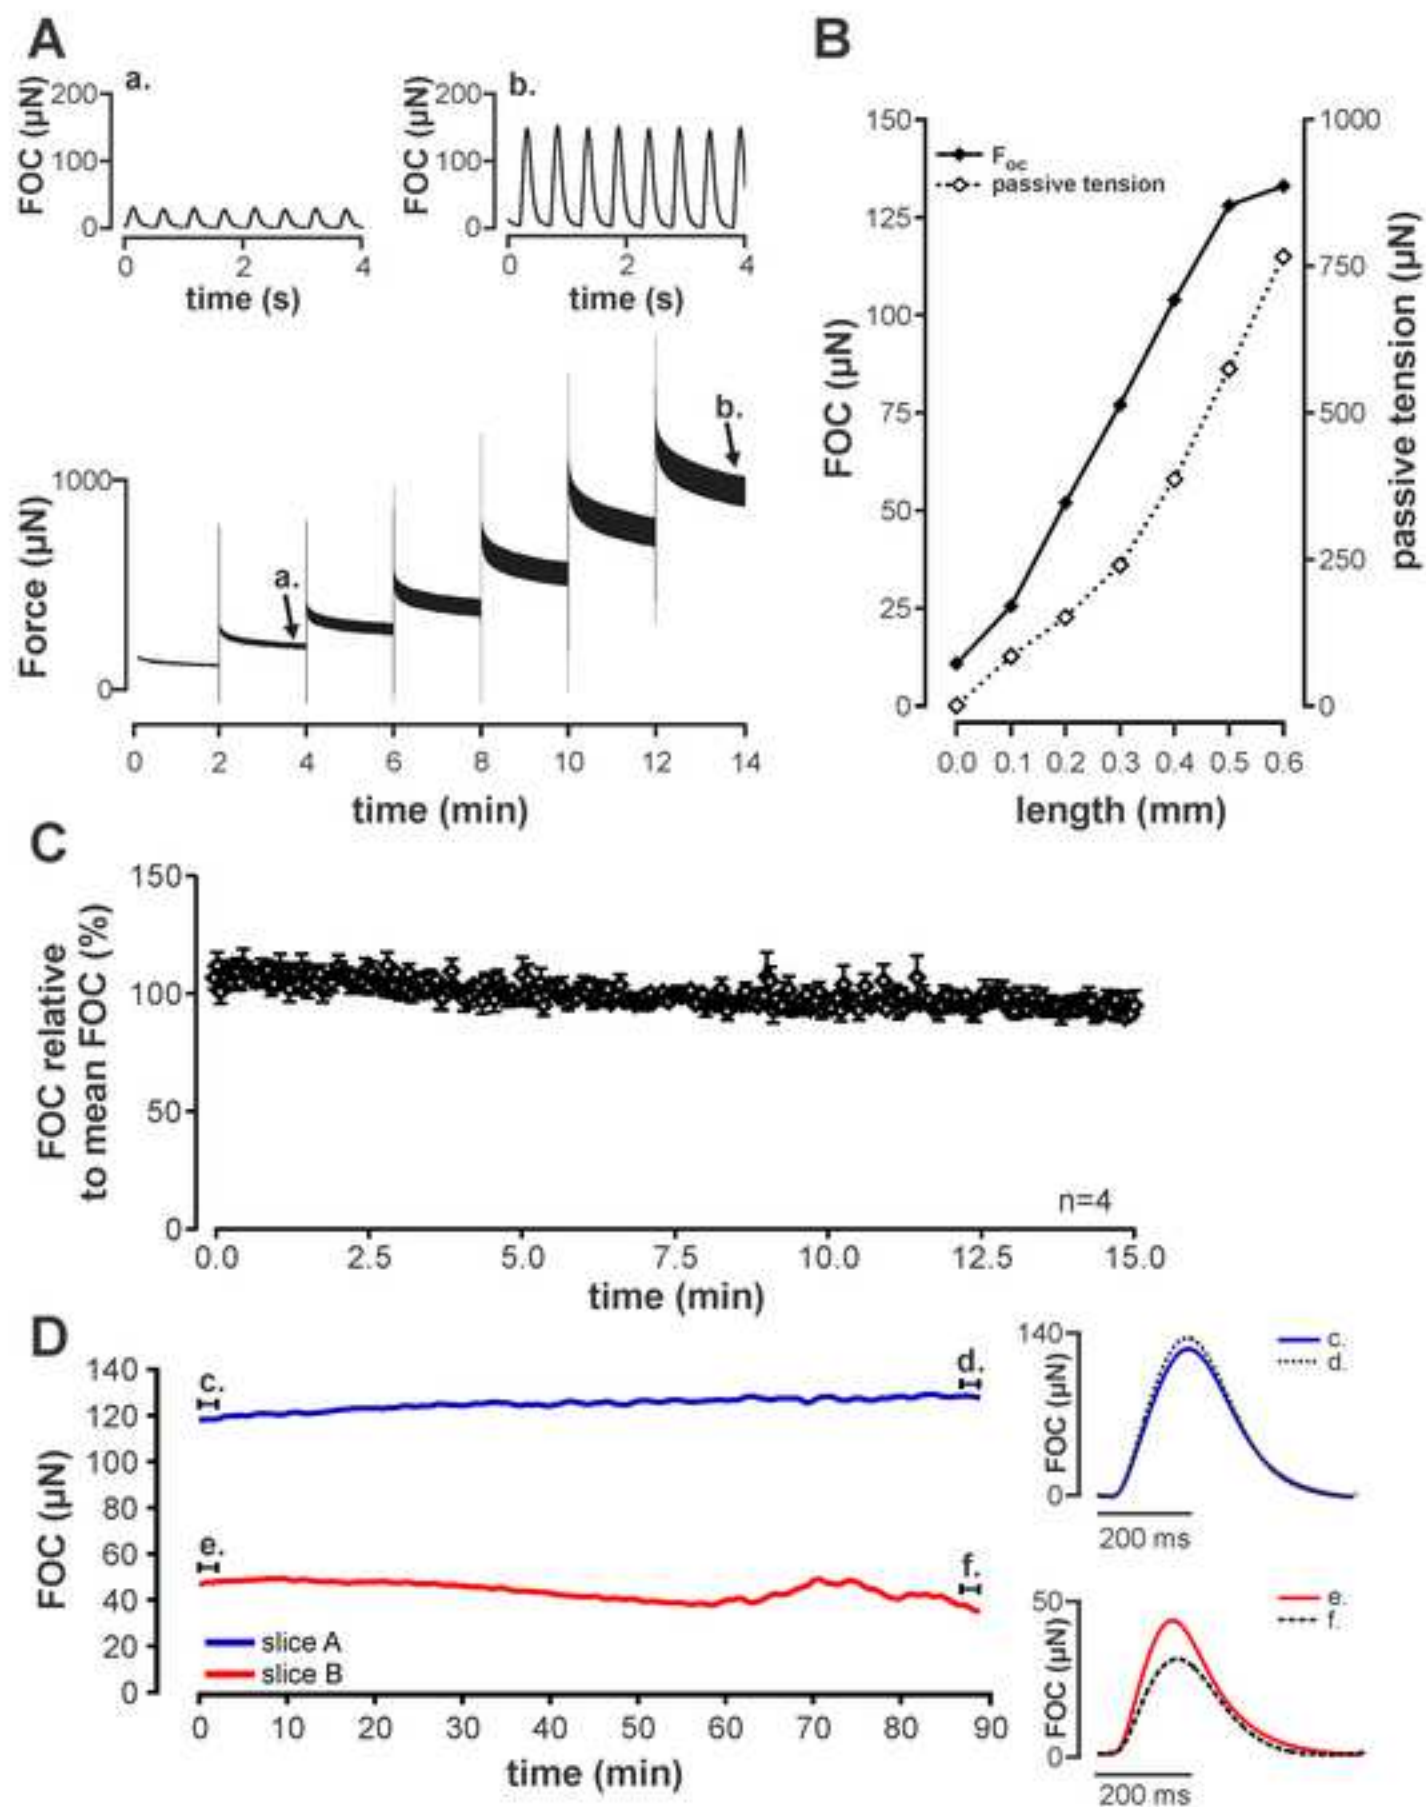 A
B
a.
b.
FOC (µN)
200
100
0
0
2
4
time (s)
FOC (µN)
200
100
0
0
2
4
time (s)
Force (µN)
1000
0
a.
b.
0
2
4
6
8
10
12
14
time (min)
FOC (µN)
150
125
100
75
50
25
0
Foc
passive tension
1000
750
500
250
0
passive tension (µN)
0.0
0.1
0.2
0.3
0.4
0.5
0.6
length (mm)
C
FOC relative
to mean FOC (%)
150
100
50
0
n=4
0.0
2.5
5.0
7.5
10.0
12.5
15.0
time (min)
D
FOC (µN)
140
120
100
80
60
40
20
0
c.
d.
e.
f.
slice A
slice B
0
10
20
30
40
50
60
70
80
90
time (min)
FOC (µN)
140
0
c.
d.
200 ms
FOC (µN)
50
0
e.
f.
200 ms